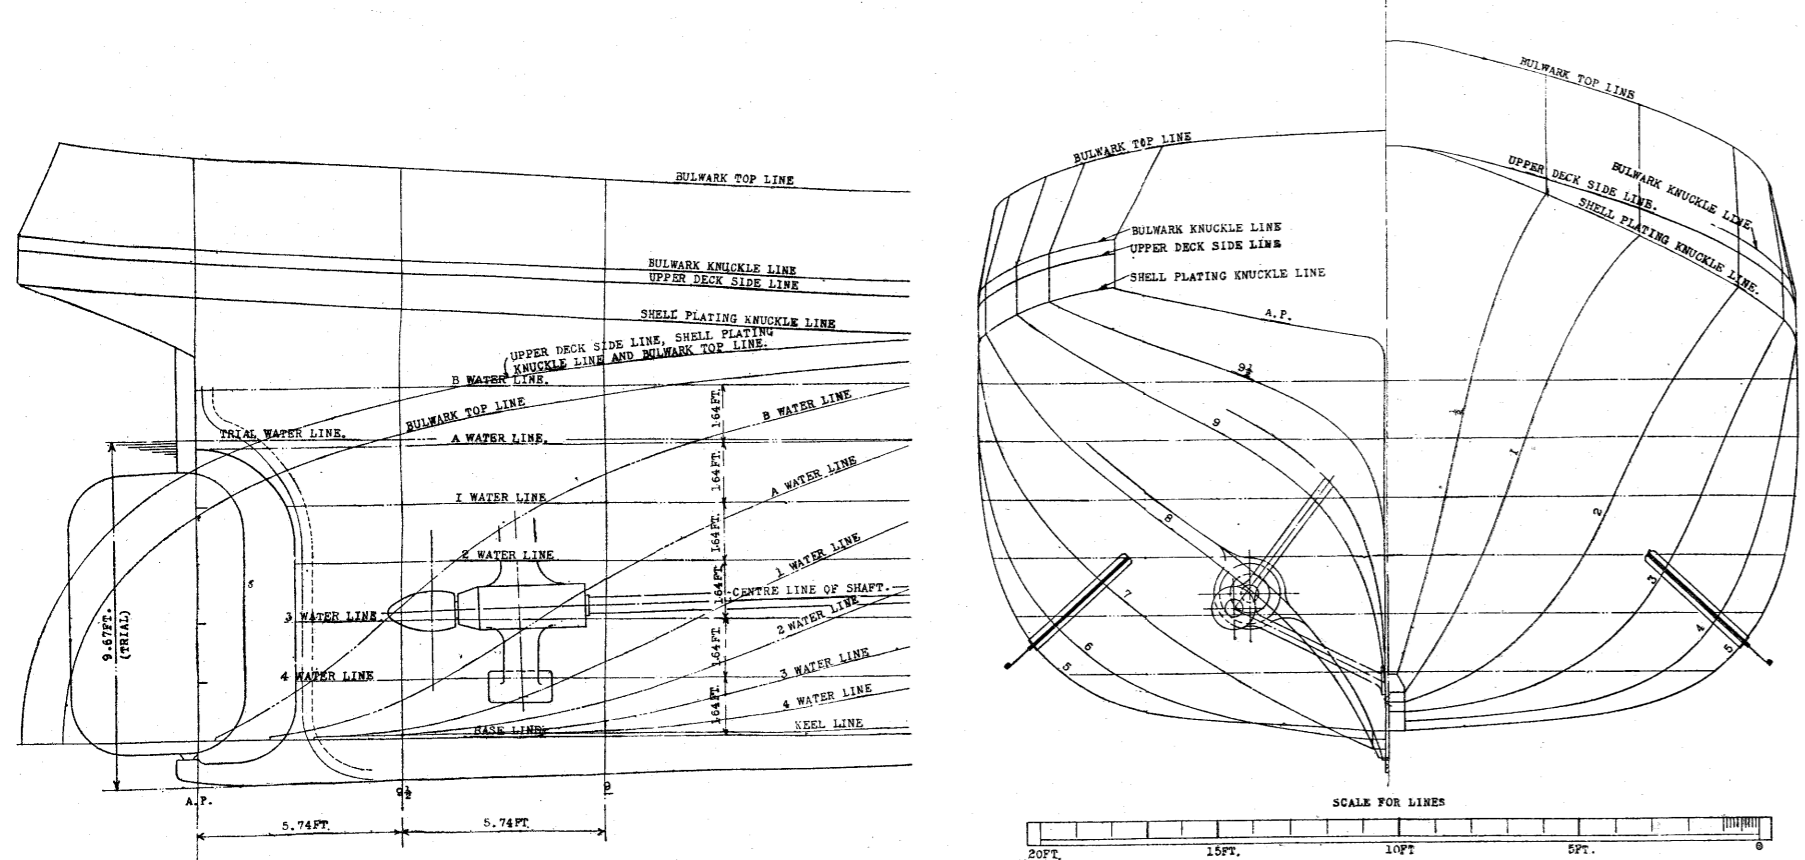 BULWARK TOP LINE
BULWARK KNUCKLE LINE
UPPER DECK SIDE LINE
SHELL PLATING KNUCKLE LINE
UPPER DECK SIDE LINE, SHELL PLATING
KNUCKLE LINE AND BULWARK TOP LINE.
B WATER LINE.
BULWARK TOP LINE
B WATER LINE
TRIAL WATER LINE.
A WATER LINE.
A WATER LINE
1 WATER LINE
2 WATER LINE
1 WATER LINE
CENTRE LINE OF SHAFT.
2 WATER LINE
3 WATER LINE
3 WATER LINE
4 WATER LINE
4 WATER LINE
KEEL LINE
BASE LINE
1.64FT.
1.64FT.
1.64FT.
1.64FT.
1.64FT.
1.64FT.
9.67FT.
(TRIAL)
A.P.
9½
9
5.74FT.
5.74FT.
BULWARK TOP LINE
BULWARK TOP LINE
BULWARK KNUCKLE LINE
UPPER DECK SIDE LINE
SHELL PLATING KNUCKLE LINE
A.P.
UPPER DECK SIDE LINE.
BULWARK KNUCKLE LINE
SHELL PLATING KNUCKLE LINE.
9½
9
8
7
6
5
½
1
2
3
4
5
SCALE FOR LINES
20FT.
15FT.
10FT
5FT.
0